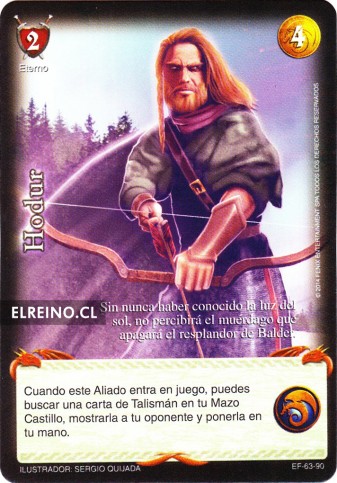 2
4
Eterno
Hodur
© 2014 FENIX ENTERTAINMENT SPA TODOS LOS DERECHOS RESERVADOS
ELREINO.CL
Sin nunca haber conocido la luz del
sol, no percibirá el muérdago que
apagará el resplandor de Balder.
Cuando este Aliado entra en juego, puedes
buscar una carta de Talismán en tu Mazo
Castillo, mostrarla a tu oponente y ponerla en
tu mano.
ILUSTRADOR: SERGIO QUIJADA
EF-63-90